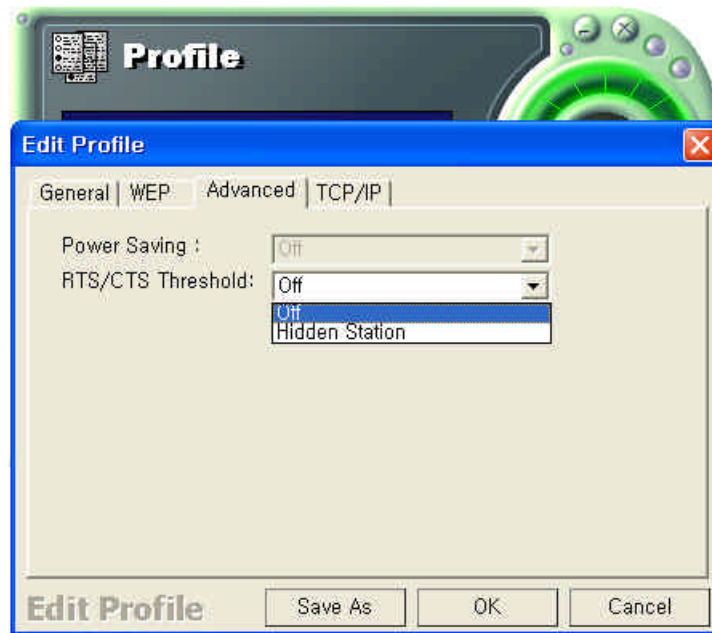 Profile
Edit Profile
General | WEP Advanced | TCP/IP |
Power Saving : Off
RTS/CTS Threshold: Off
Off
Hidden Station
Edit Profile Save As OK Cancel